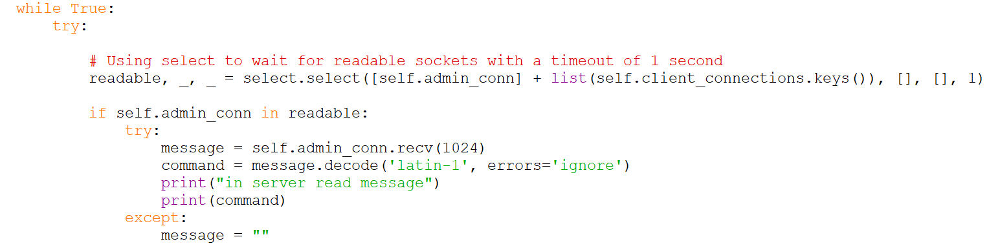 while True:
    try:

        # Using select to wait for readable sockets with a timeout of 1 second
        readable, _, _ = select.select([self.admin_conn] + list(self.client_connections.keys()), [], [], 1)

        if self.admin_conn in readable:
            try:
                message = self.admin_conn.recv(1024)
                command = message.decode('latin-1', errors='ignore')
                print("in server read message")
                print(command)
            except:
                message = ""